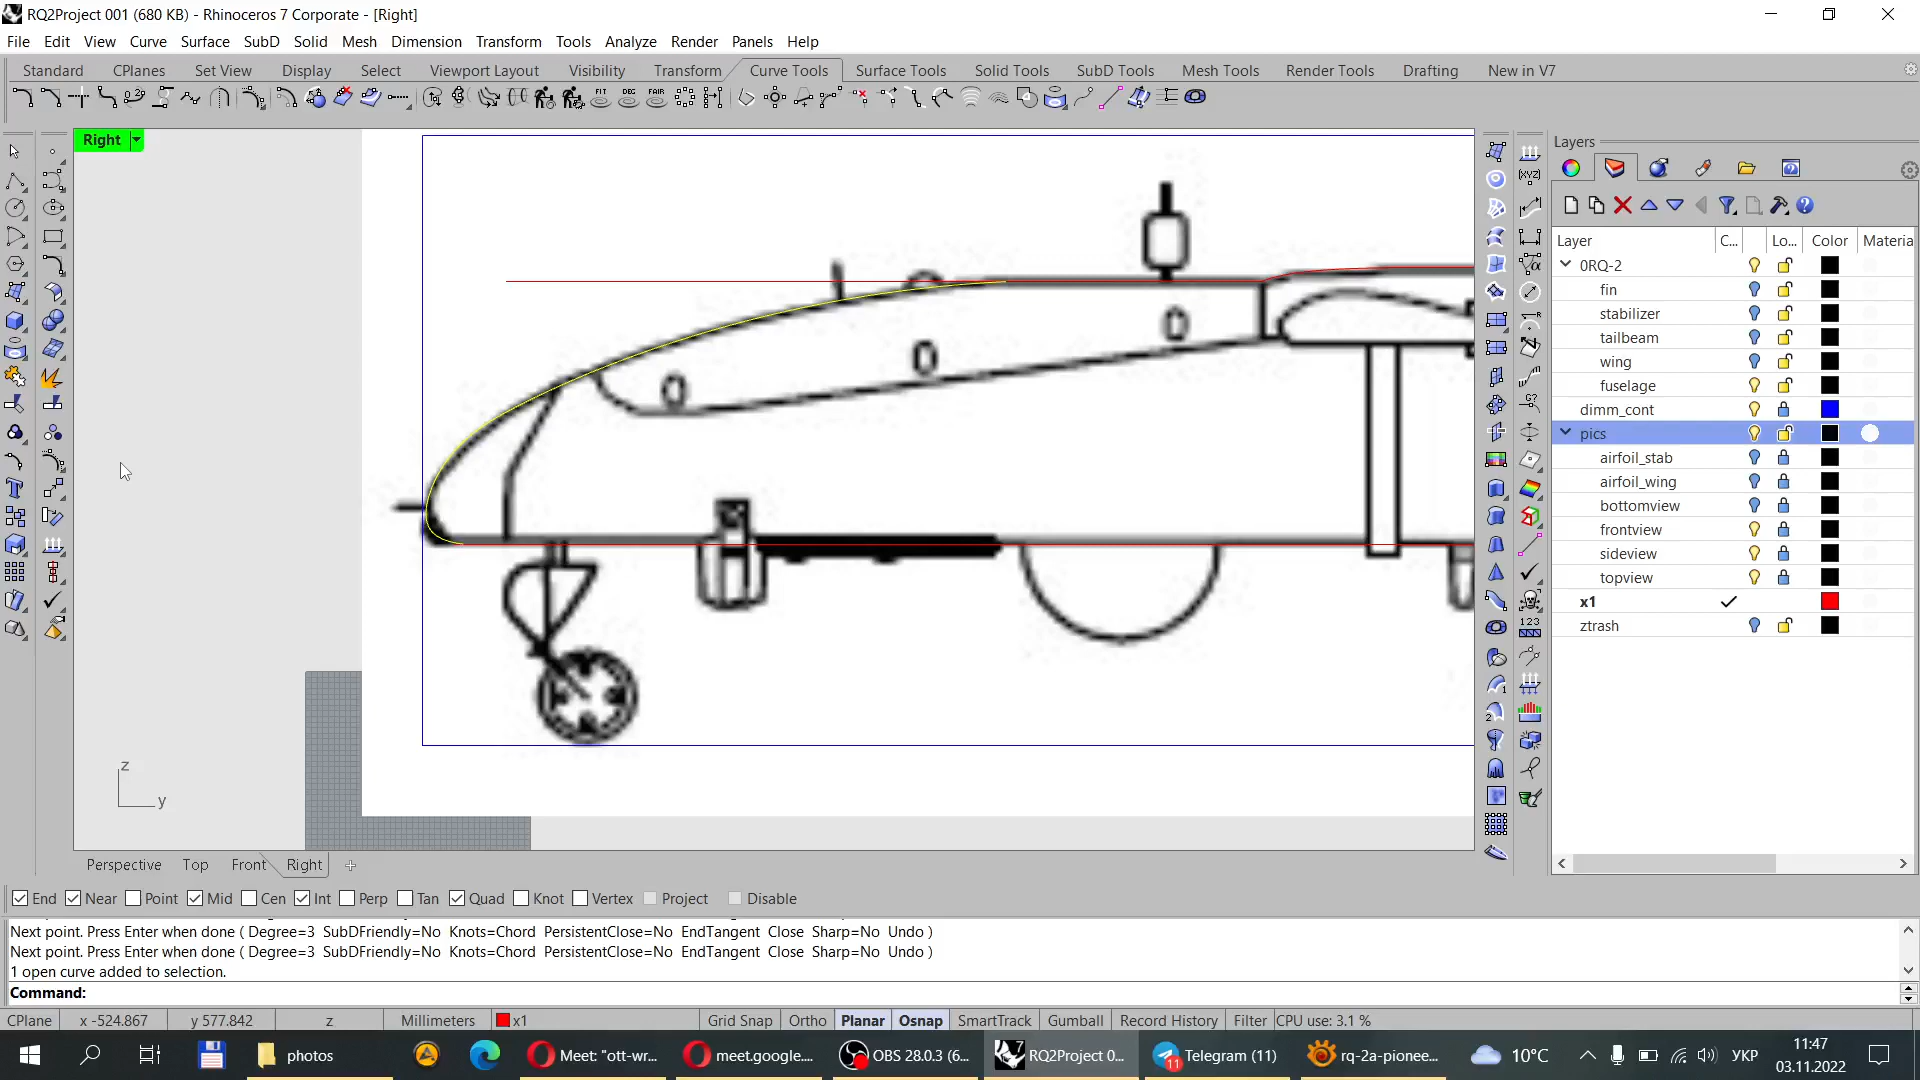 RQ2Project 001 (680 KB) - Rhinoceros 7 Corporate - [Right]
File Edit View Curve Surface SubD Solid Mesh Dimension Transform Tools Analyze Render Panels Help
Standard CPlanes Set View Display Select Viewport Layout Visibility Transform Curve Tools Surface Tools Solid Tools SubD Tools Mesh Tools Render Tools Drafting New in V7
Right
Layers
Layer C... Lo... Color Materia
0RQ-2
fin
stabilizer
tailbeam
wing
fuselage
dimm_cont
pics
airfoil_stab
airfoil_wing
bottomview
frontview
sideview
topview
x1
ztrash
z
y
Perspective Top Front Right
End Near Point Mid Cen Int Perp Tan Quad Knot Vertex Project Disable
Next point. Press Enter when done ( Degree=3 SubDFriendly=No Knots=Chord PersistentClose=No EndTangent Close Sharp=No Undo )
Next point. Press Enter when done ( Degree=3 SubDFriendly=No Knots=Chord PersistentClose=No EndTangent Close Sharp=No Undo )
1 open curve added to selection.
Command:
CPlane x -524.867 y 577.842 z Millimeters x1 Grid Snap Ortho Planar Osnap SmartTrack Gumball Record History Filter CPU use: 3.1 %
photos Meet: "ott-wr... meet.google.... OBS 28.0.3 (6... RQ2Project 0... Telegram (11) rq-2a-pionee... 10°C УКР 11:47
03.11.2022